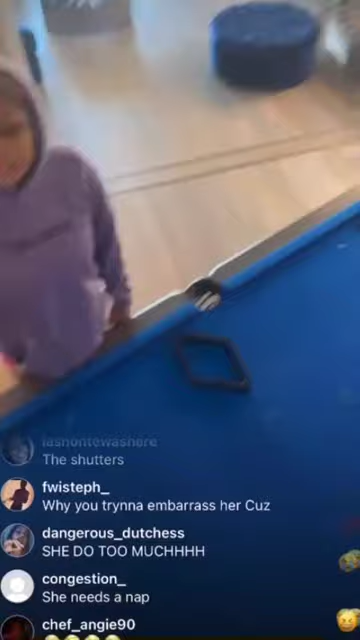 lashontewashere
The shutters
fwisteph_
Why you trynna embarrass her Cuz
dangerous_dutchess
SHE DO TOO MUCHHHH
congestion_
She needs a nap
chef_angie90